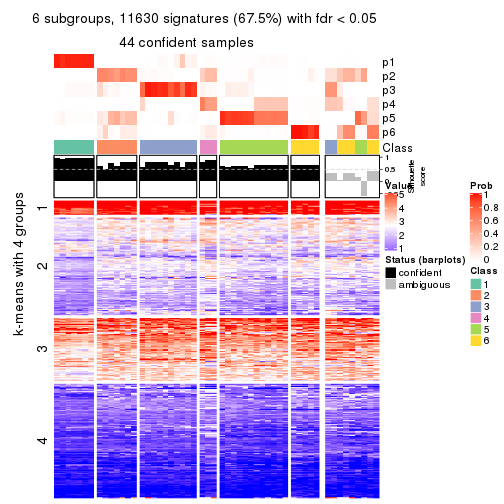 6 subgroups, 11630 signatures (67.5%) with fdr < 0.05
44 confident samples
p1
p2
p3
p4
p5
p6
Class
1
0.5
0
Silhouette
score
k-means with 4 groups
1
2
3
4
Value
5
4
3
2
1
Status (barplots)
confident
ambiguous
Prob
1
0.8
0.6
0.4
0.2
0
Class
1
2
3
4
5
6